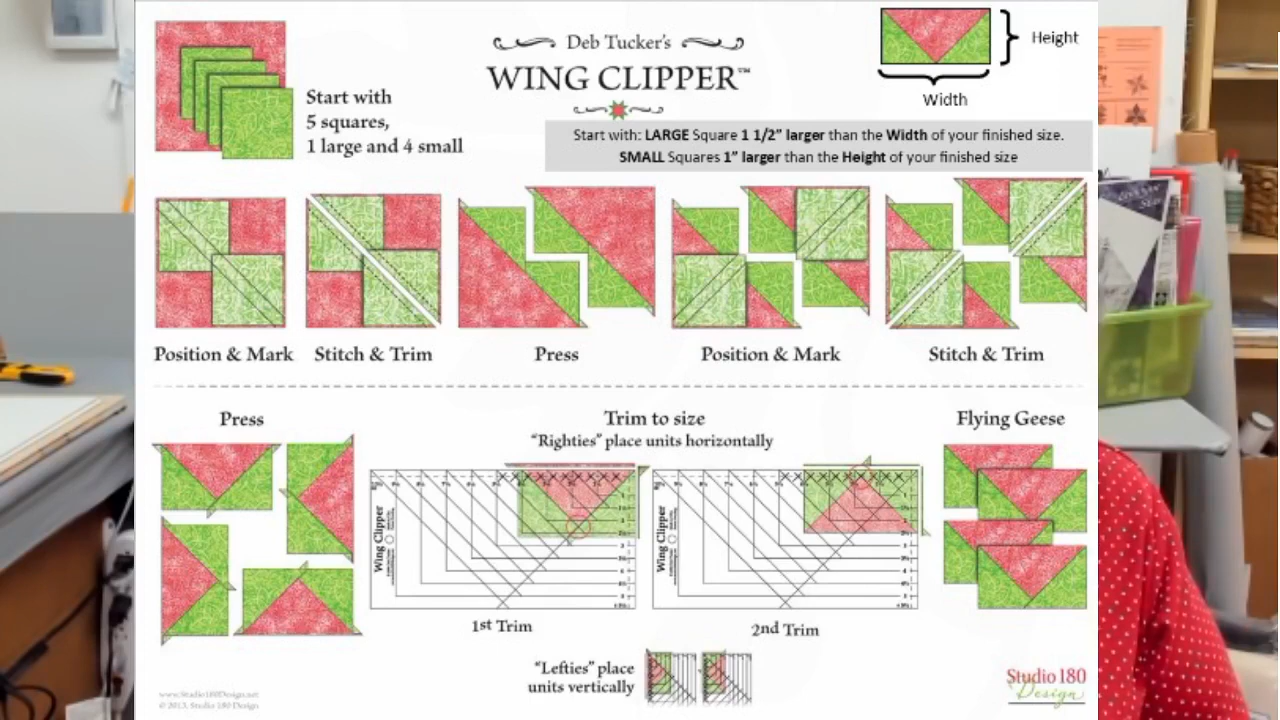 Deb Tucker's
WING CLIPPER™
Height
Width
Start with
5 squares,
1 large and 4 small
Start with: LARGE Square 1 1/2” larger than the Width of your finished size.
SMALL Squares 1” larger than the Height of your finished size
Position & Mark
Stitch & Trim
Press
Position & Mark
Stitch & Trim
Press
Trim to size
“Righties” place units horizontally
Flying Geese
Wing Clipper
Wing Clipper
1st Trim
2nd Trim
“Lefties” place
units vertically
Studio 180
Design
www.Studio180Design.net
© 2013, Studio 180 Design